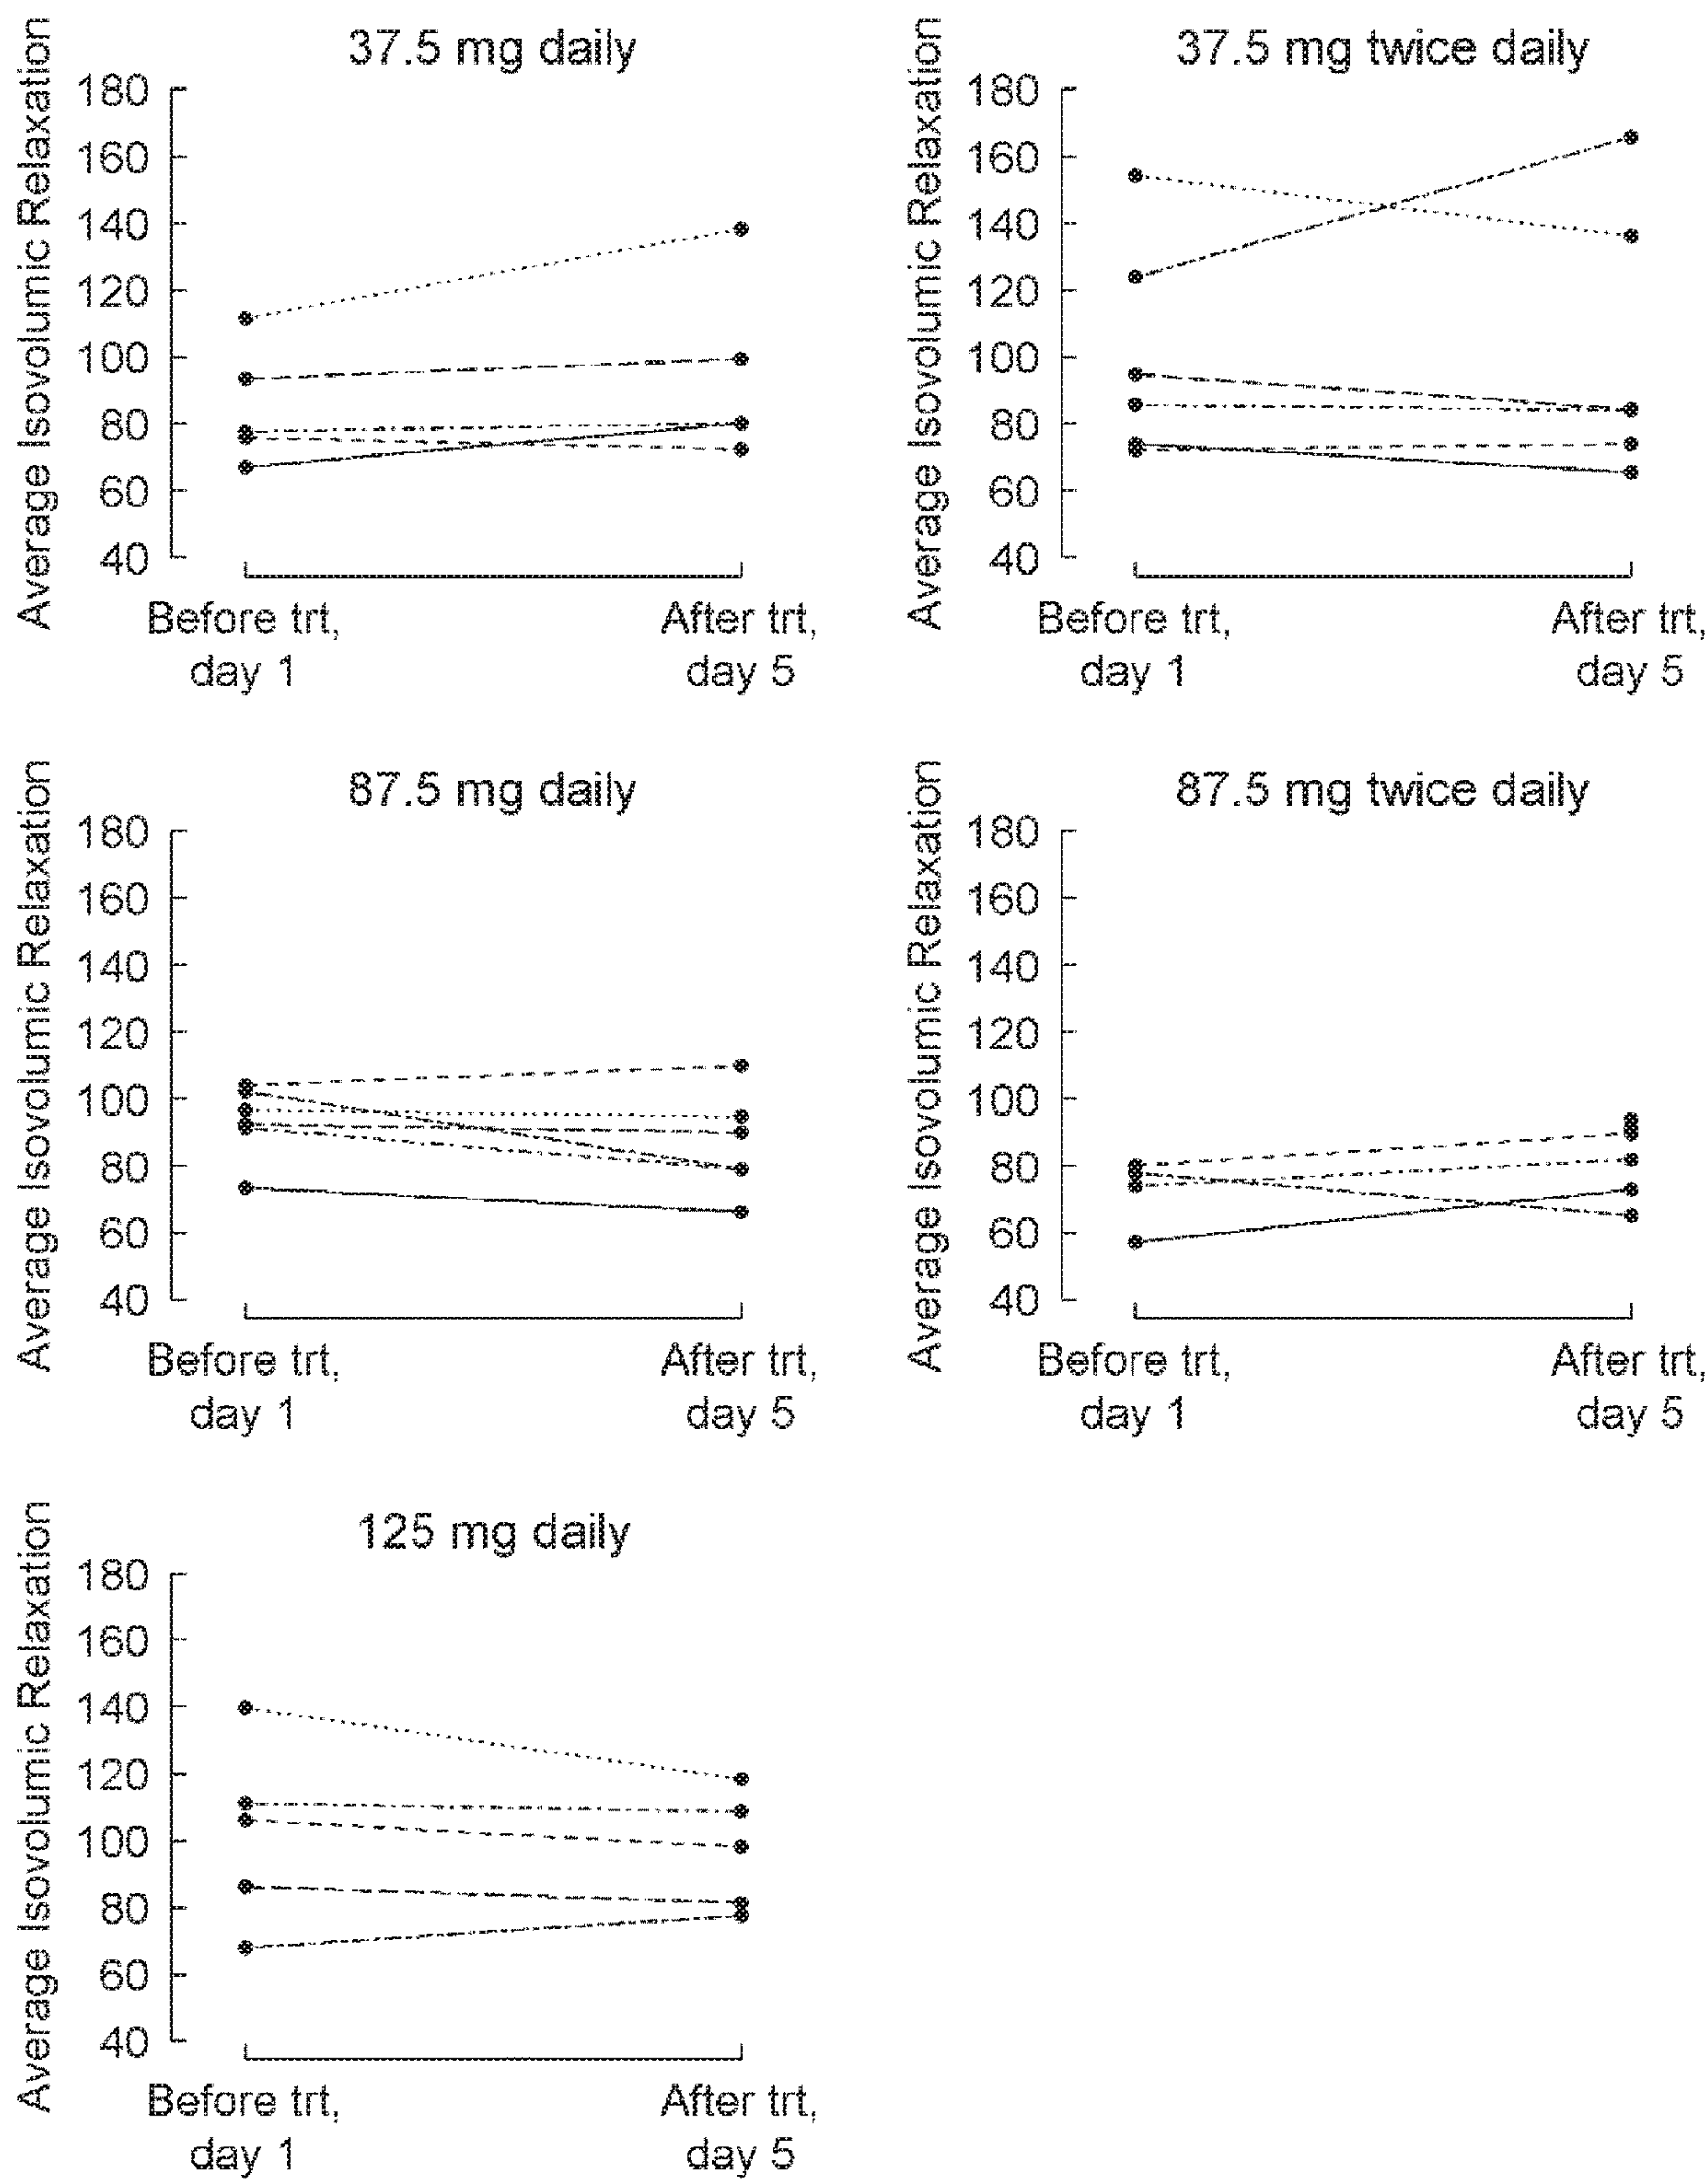 37.5 mg daily
Average Isovolumic Relaxation
180
160
140
120
100
80
60
40
Before trt,
day 1
After trt,
day 5
37.5 mg twice daily
Average Isovolumic Relaxation
180
160
140
120
100
80
60
40
Before trt,
day 1
After trt,
day 5
87.5 mg daily
Average Isovolumic Relaxation
180
160
140
120
100
80
60
40
Before trt,
day 1
After trt,
day 5
87.5 mg twice daily
Average Isovolumic Relaxation
180
160
140
120
100
80
60
40
Before trt,
day 1
After trt,
day 5
125 mg daily
Average Isovolumic Relaxation
180
160
140
120
100
80
60
40
Before trt,
day 1
After trt,
day 5